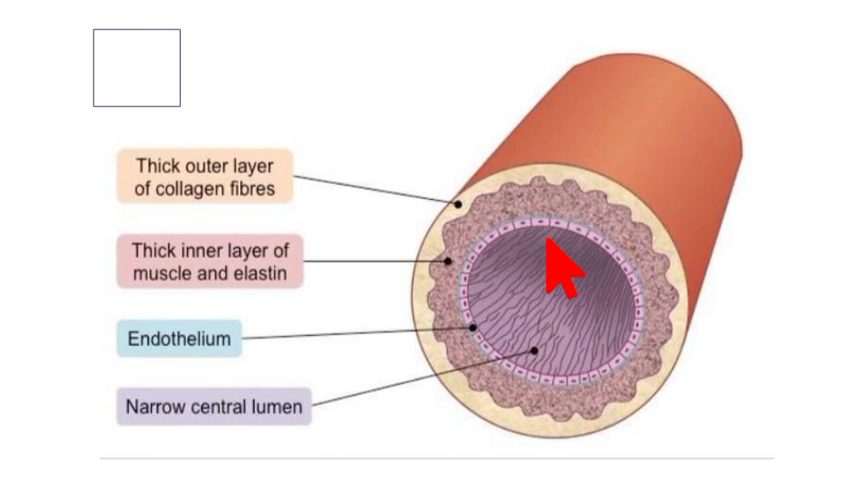 Thick outer layer
of collagen fibres
Thick inner layer of
muscle and elastin
Endothelium
Narrow central lumen